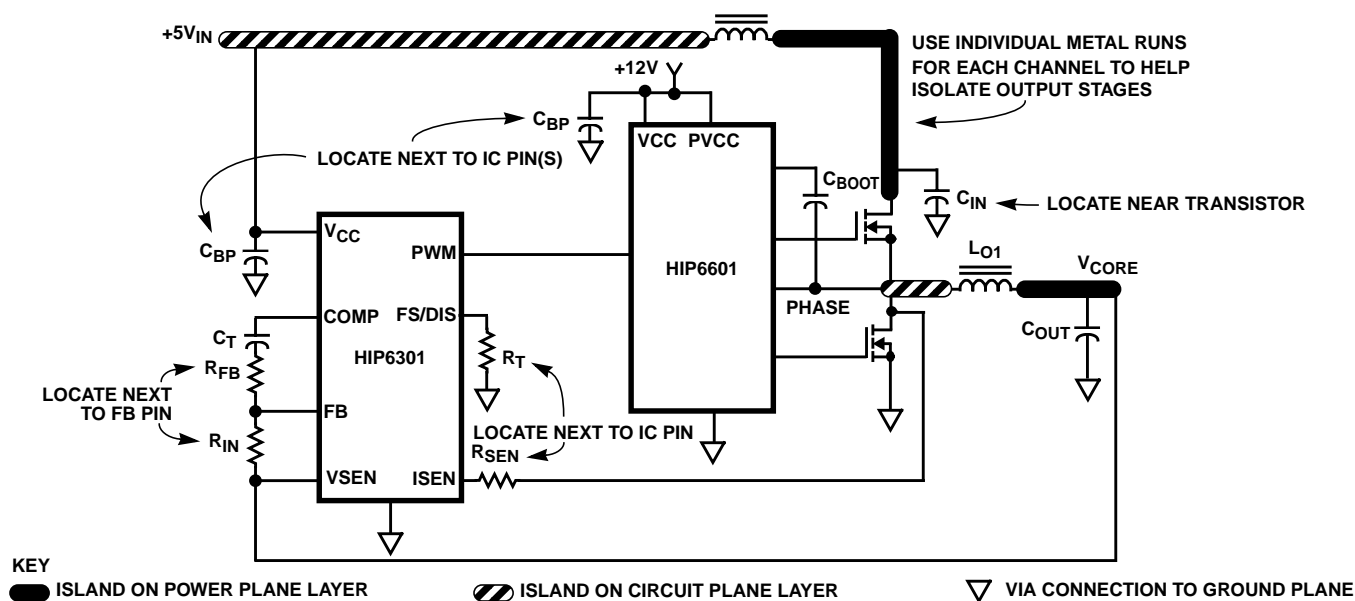 +5VIN
USE INDIVIDUAL METAL RUNS
FOR EACH CHANNEL TO HELP
ISOLATE OUTPUT STAGES
+12V
CBP
VCC PVCC
LOCATE NEXT TO IC PIN(S)
CBOOT
CIN
LOCATE NEAR TRANSISTOR
CBP
VCC
PWM
HIP6601
LO1
VCORE
PHASE
COMP
FS/DIS
COUT
CT
HIP6301
RFB
RT
LOCATE NEXT
TO FB PIN
FB
RIN
LOCATE NEXT TO IC PIN
RSEN
VSEN
ISEN
KEY
ISLAND ON POWER PLANE LAYER
ISLAND ON CIRCUIT PLANE LAYER
VIA CONNECTION TO GROUND PLANE